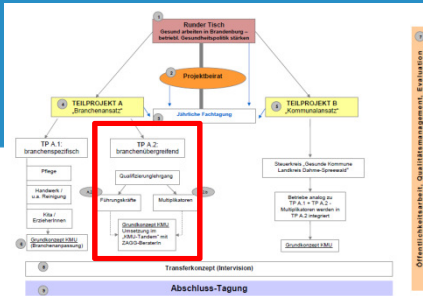 Runder Tisch
Gesund arbeiten in Brandenburg –
betriebl. Gesundheitspolitik stärken
Projektbeirat
TEILPROJEKT A
„Branchenansatz“
Jährliche Fachtagung
TEILPROJEKT B
„Kommunalansatz“
TP A.1:
branchenspezifisch
TP A.2:
branchenübergreifend
Pflege
Handwerk /
u.a. Reinigung
Kita /
ErzieherInnen
Grundkonzept KMU
(Branchenanpassung)
Qualifizierungslehrgang
Führungskräfte
Multiplikatoren
Grundkonzept KMU
Umsetzung im
„KMU-Tandem“ mit
ZAGG-BeraterIn
Steuerkreis „Gesunde Kommune
Landkreis Dahme-Spreewald“
Betriebe analog zu
TP A.1 + TP A.2 -
Multiplikatoren werden in
TP A.2 integriert
Grundkonzept KMU
Transferkonzept (Intervision)
Abschluss-Tagung
Öffentlichkeitsarbeit, Qualitätsmanagement, Evaluation